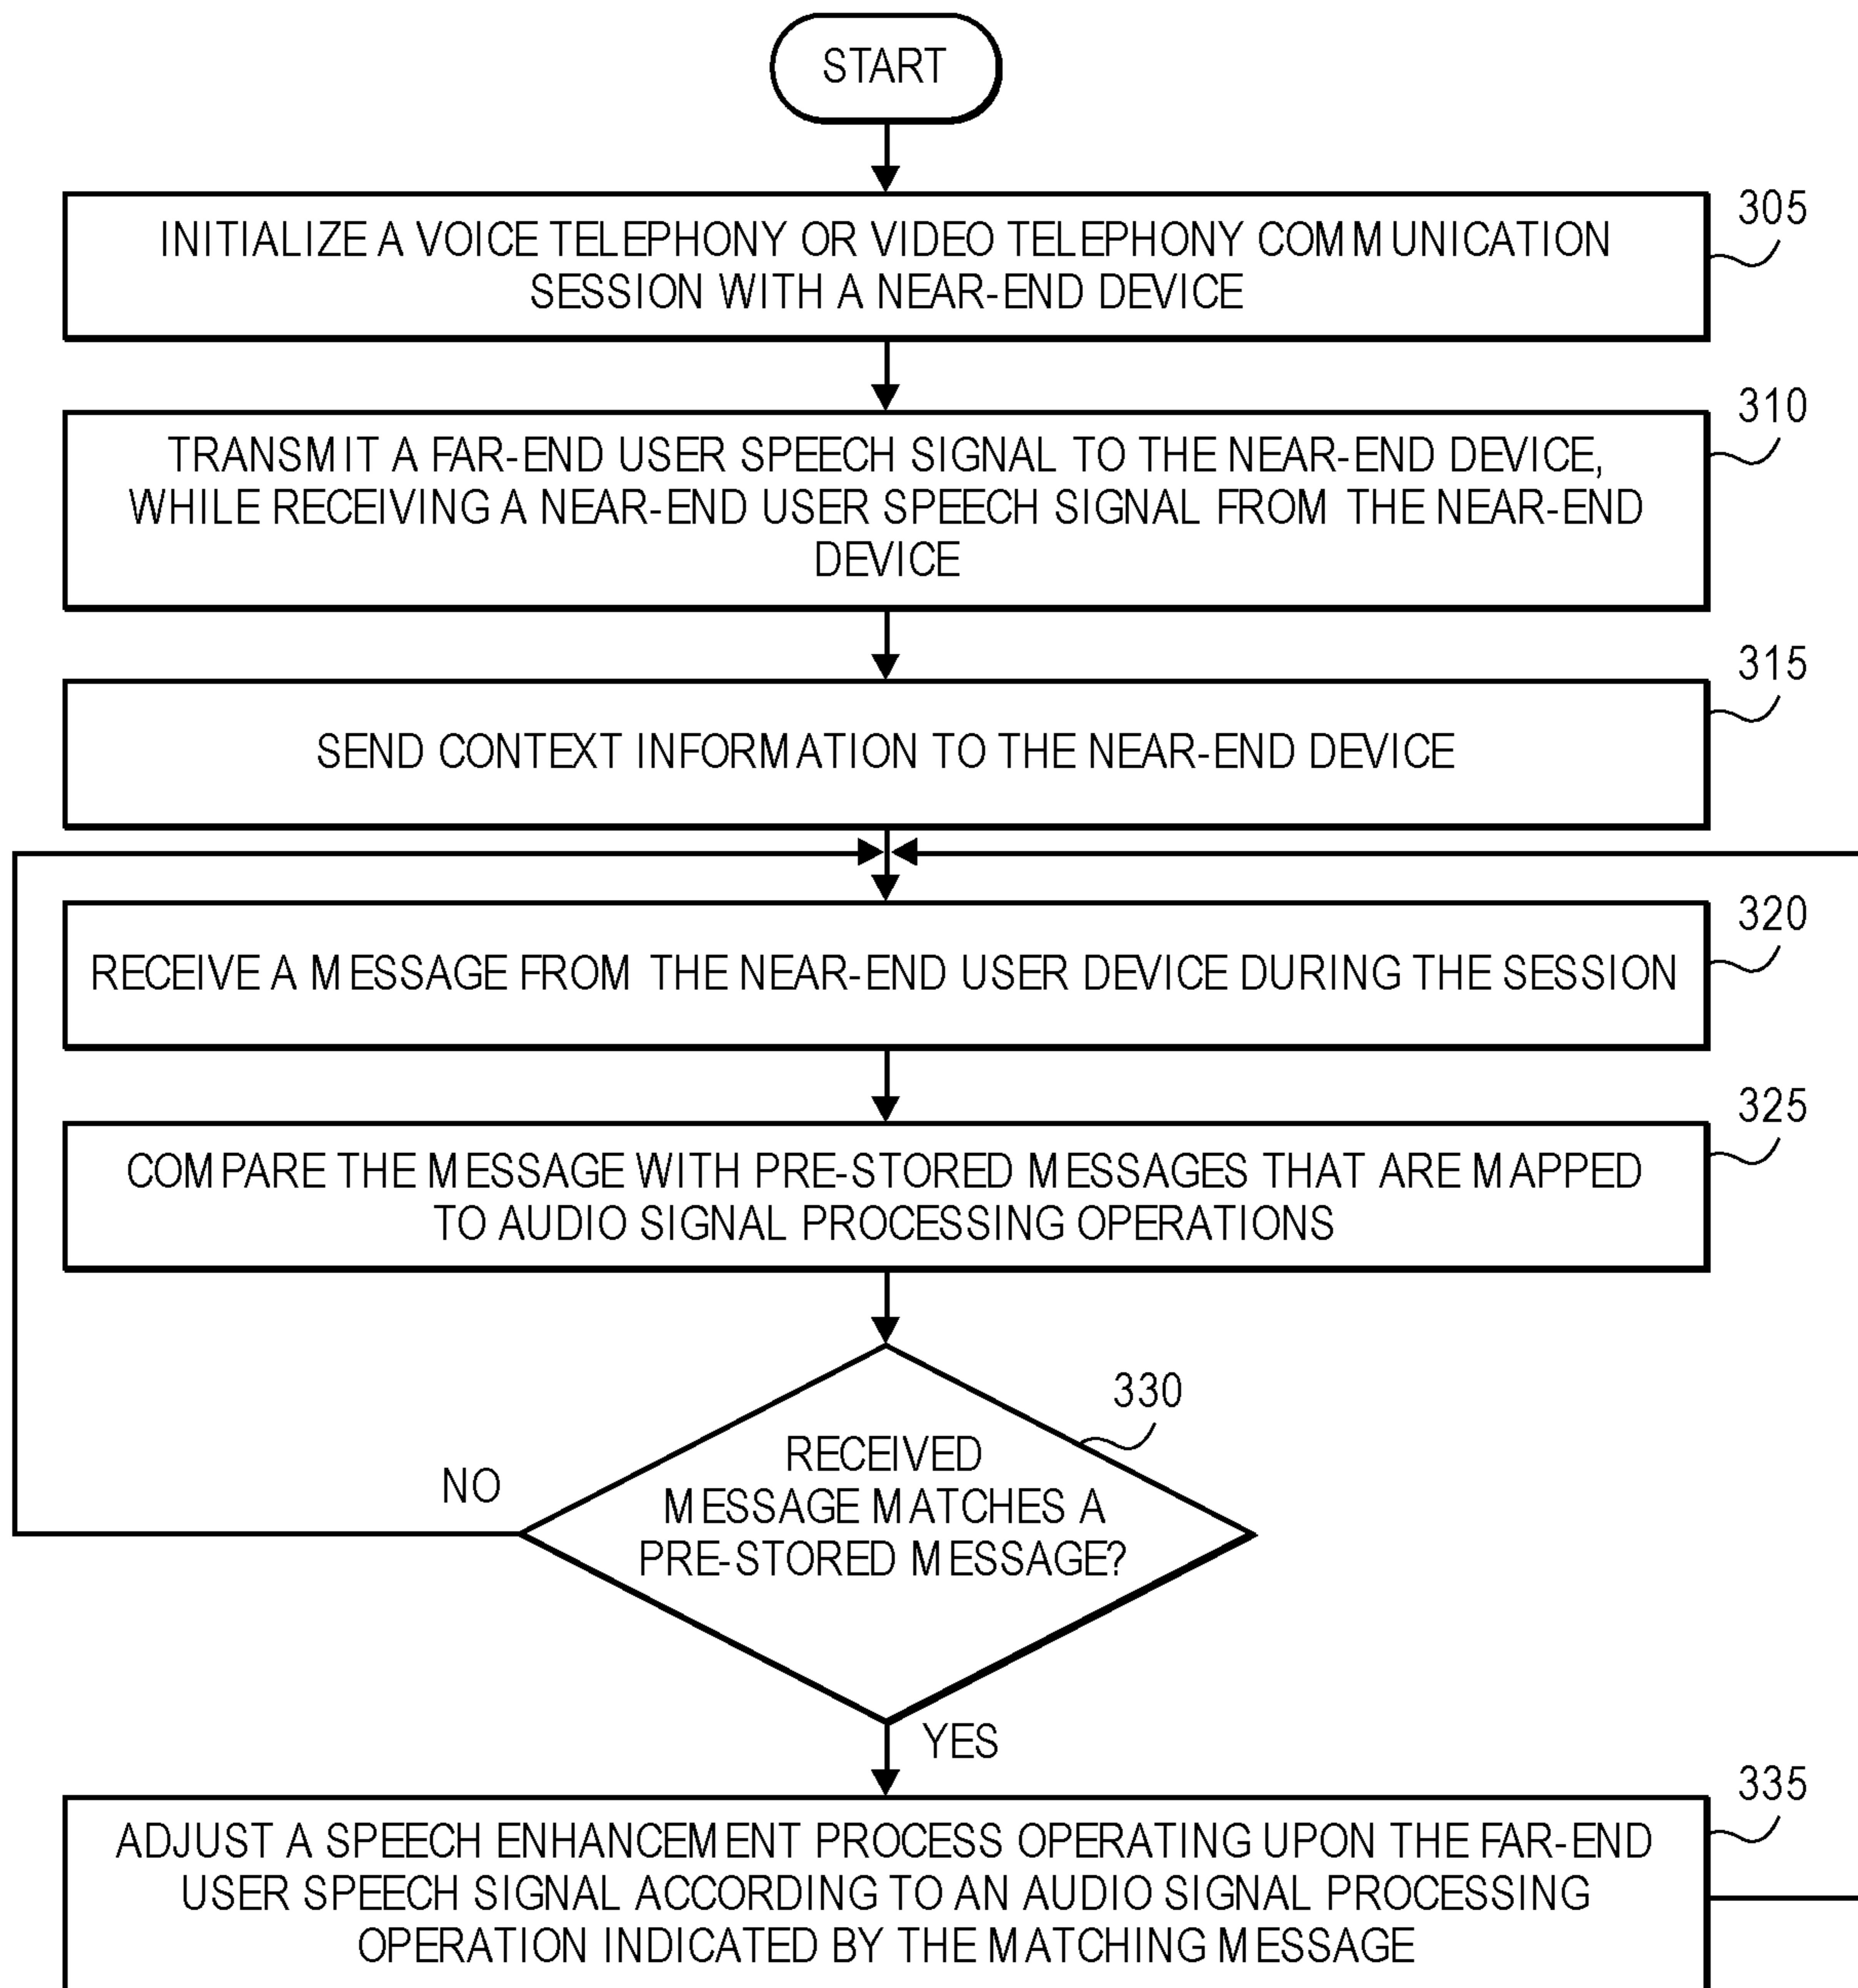 START
305
INITIALIZE A VOICE TELEPHONY OR VIDEO TELEPHONY COMMUNICATION
SESSION WITH A NEAR-END DEVICE
310
TRANSMIT A FAR-END USER SPEECH SIGNAL TO THE NEAR-END DEVICE,
WHILE RECEIVING A NEAR-END USER SPEECH SIGNAL FROM THE NEAR-END
DEVICE
315
SEND CONTEXT INFORMATION TO THE NEAR-END DEVICE
320
RECEIVE A MESSAGE FROM THE NEAR-END USER DEVICE DURING THE SESSION
325
COMPARE THE MESSAGE WITH PRE-STORED MESSAGES THAT ARE MAPPED
TO AUDIO SIGNAL PROCESSING OPERATIONS
330
RECEIVED
MESSAGE MATCHES A
PRE-STORED MESSAGE?
NO
YES
335
ADJUST A SPEECH ENHANCEMENT PROCESS OPERATING UPON THE FAR-END
USER SPEECH SIGNAL ACCORDING TO AN AUDIO SIGNAL PROCESSING
OPERATION INDICATED BY THE MATCHING MESSAGE